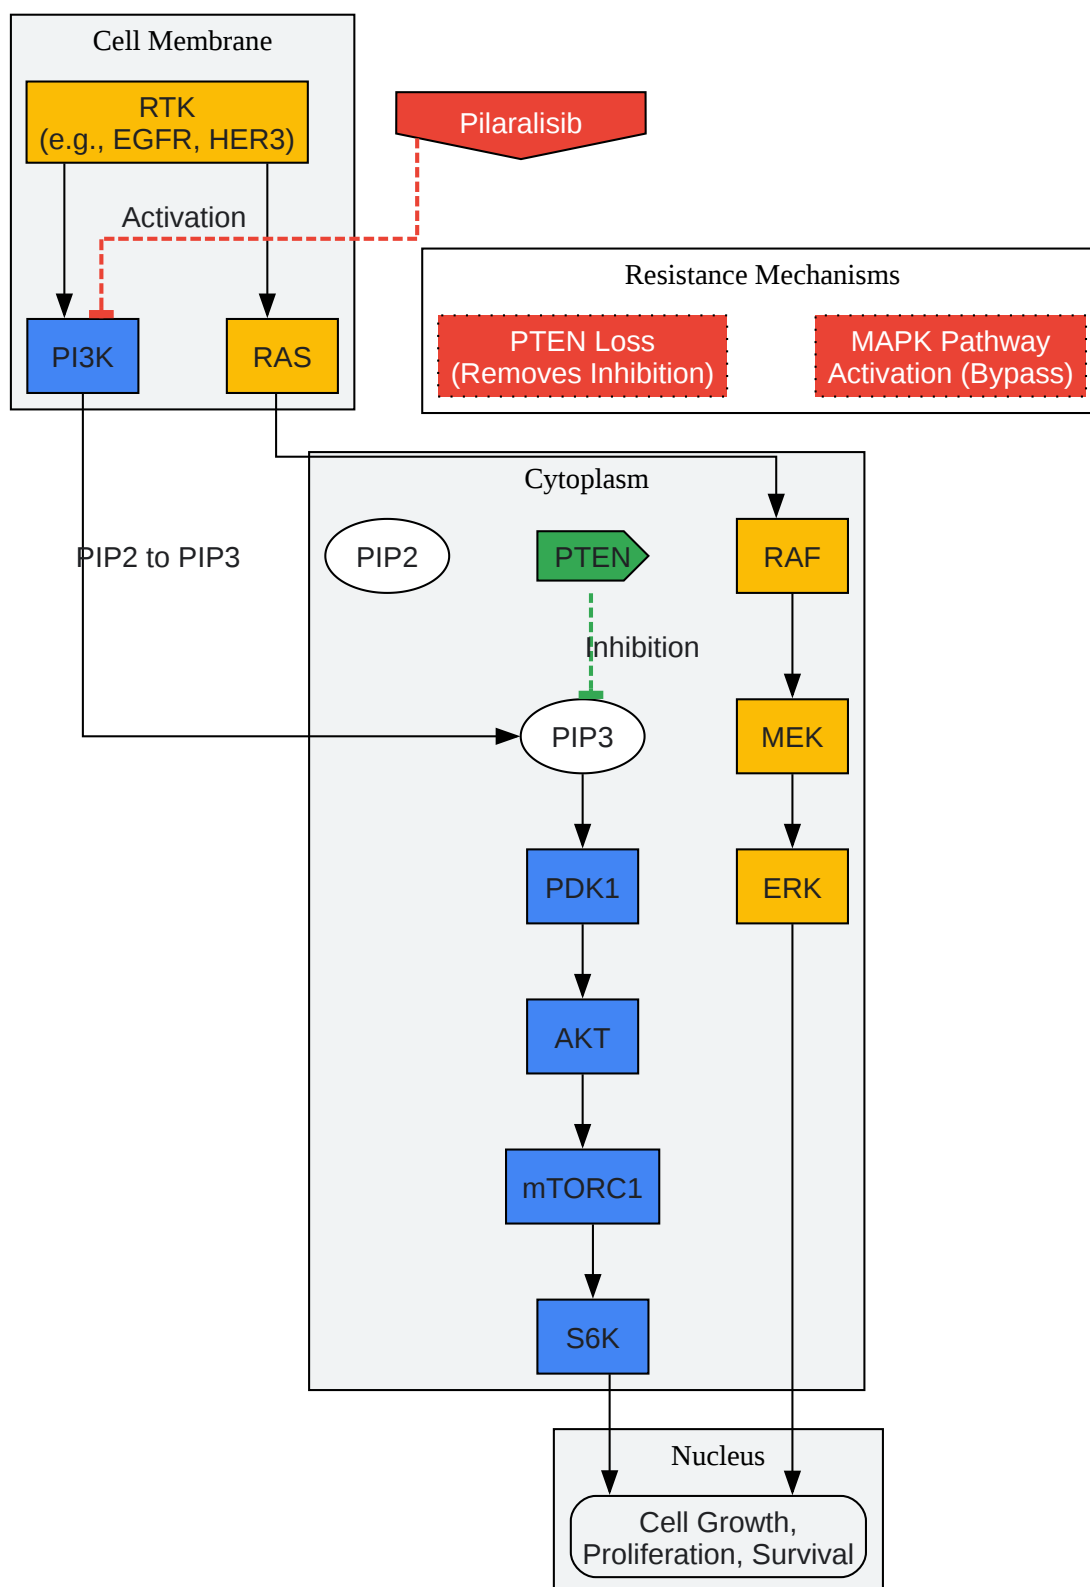 Cell Membrane
RTK
(e.g., EGFR, HER3)
Pilaralisib
Activation
Resistance Mechanisms
PTEN Loss
(Removes Inhibition)
MAPK Pathway
Activation (Bypass)
PI3K
RAS
Cytoplasm
PIP2 to PIP3
PIP2
PTEN
RAF
Inhibition
PIP3
MEK
PDK1
ERK
AKT
mTORC1
S6K
Nucleus
Cell Growth,
Proliferation, Survival